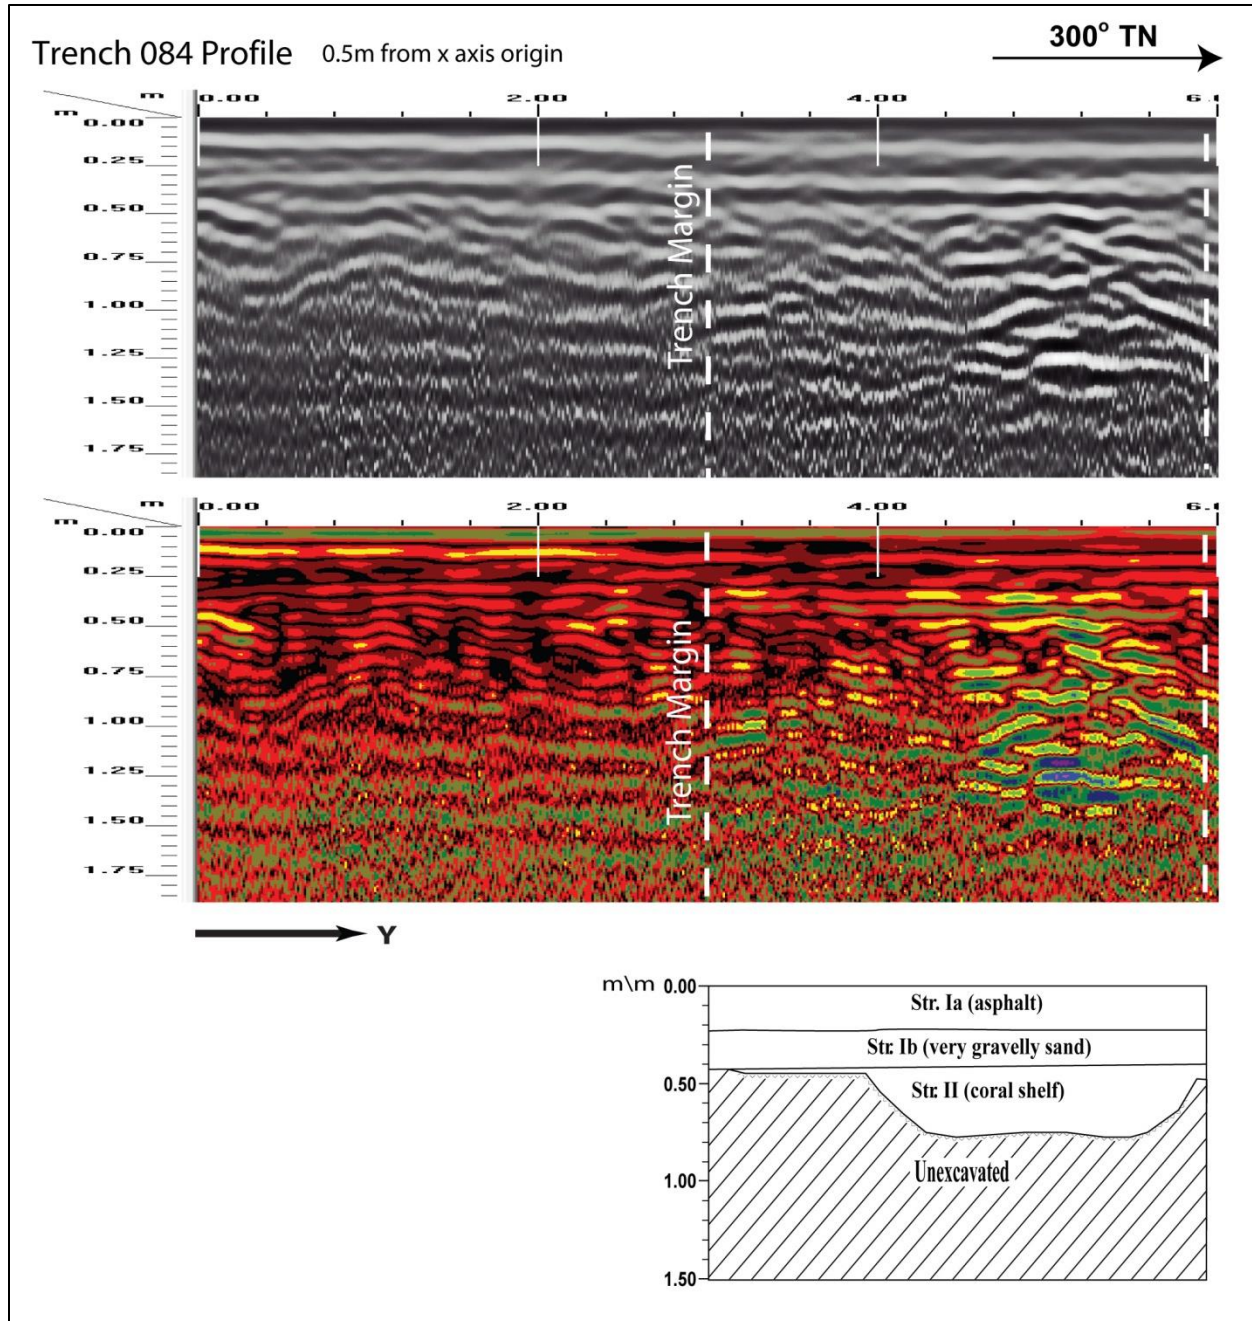 Trench 084 Profile 0.5m from x axis origin
300° TN
m 0.00 2.00 4.00 6.0
m
0.00
0.25
0.50
0.75
1.00
1.25
1.50
1.75
Trench Margin
m 0.00 2.00 4.00 6.0
m
0.00
0.25
0.50
0.75
1.00
1.25
1.50
1.75
Trench Margin
Y
m\m 0.00
Str. Ia (asphalt)
Str. Ib (very gravelly sand)
0.50
Str. II (coral shelf)
1.00
Unexcavated
1.50